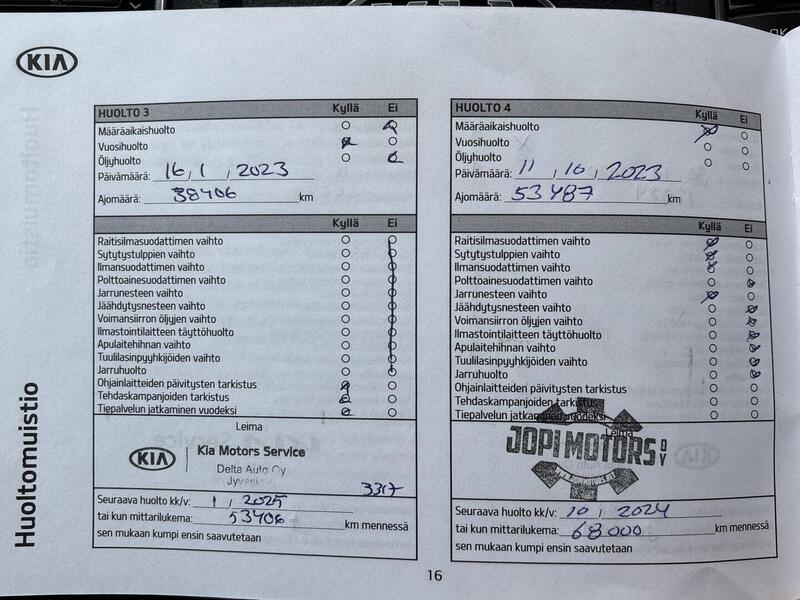 KIA
HUOLTO 3 Kyllä Ei
Määräaikaishuolto
Vuosihuolto
Öljyhuolto
Päivämäärä: 16, 1, 2023
Ajomäärä: 38406 km
Kyllä Ei
Raitisilmasuodattimen vaihto
Sytytystulppien vaihto
Ilmansuodattimen vaihto
Polttoainesuodattimen vaihto
Jarrunesteen vaihto
Jäähdytysnesteen vaihto
Voimansiirron öljyjen vaihto
Ilmastointilaitteen täyttöhuolto
Apulaitehihnan vaihto
Tuulilasinpyyhkijöiden vaihto
Jarruhuolto
Ohjainlaitteiden päivitysten tarkistus
Tehdaskampanjoiden tarkistus
Tiepalvelun jatkaminen vuodeksi
Leima
KIA Kia Motors Service
Delta Auto Oy
3317
Seuraava huolto kk/v: 1, 2025
tai kun mittarilukema: 53406 km mennessä
sen mukaan kumpi ensin saavutetaan
HUOLTO 4 Kyllä Ei
Määräaikaishuolto
Vuosihuolto
Öljyhuolto
Päivämäärä: 11, 10, 2023
Ajomäärä: 53487 km
Kyllä Ei
Raitisilmasuodattimen vaihto
Sytytystulppien vaihto
Ilmansuodattimen vaihto
Polttoainesuodattimen vaihto
Jarrunesteen vaihto
Jäähdytysnesteen vaihto
Voimansiirron öljyjen vaihto
Ilmastointilaitteen täyttöhuolto
Apulaitehihnan vaihto
Tuulilasinpyyhkijöiden vaihto
Jarruhuolto
Ohjainlaitteiden päivitysten tarkistus
Tehdaskampanjoiden tarkistus
Tiepalvelun jatkaminen vuodeksi
Leima
JOPI MOTORS OY
Seuraava huolto kk/v: 10, 2024
tai kun mittarilukema: 68000 km mennessä
sen mukaan kumpi ensin saavutetaan
Huoltomuistio
16